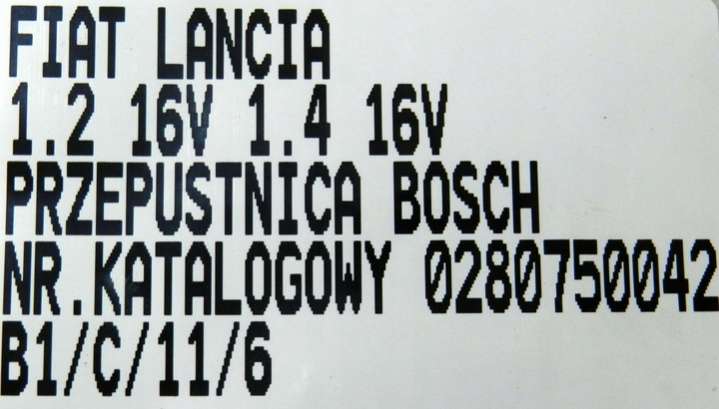 FIAT LANCIA
1.2 16V 1.4 16V
PRZEPUSTNICA BOSCH
NR.KATALOGOWY 0280750042
B1/C/11/6